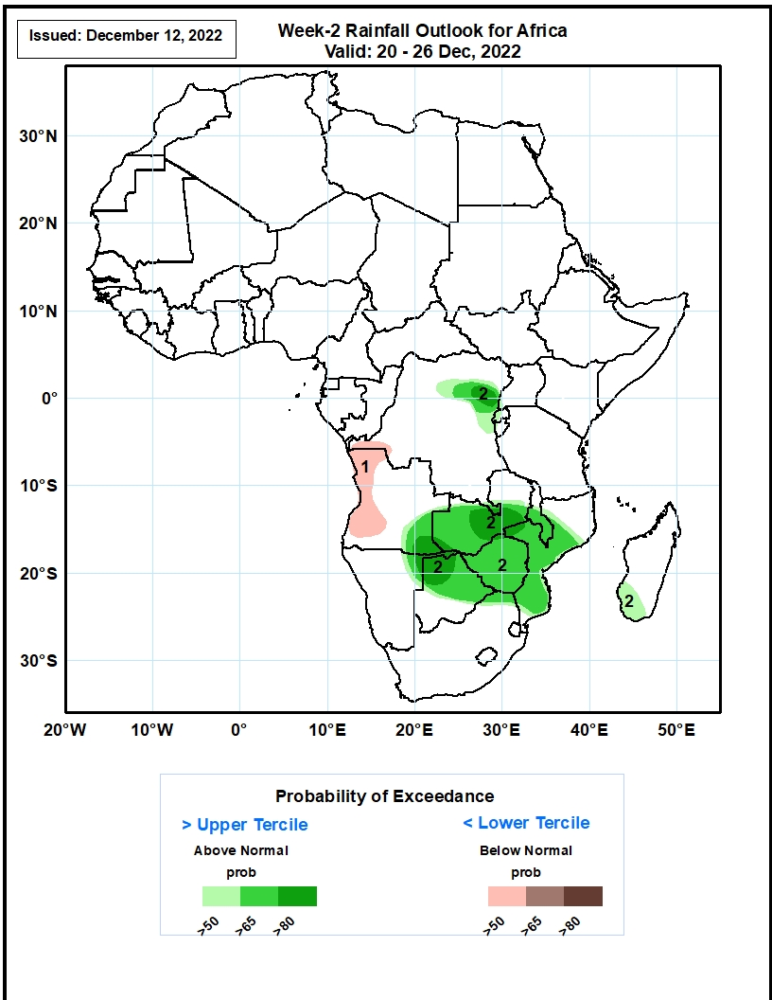 Issued: December 12, 2022
Week-2 Rainfall Outlook for Africa
Valid: 20 - 26 Dec, 2022
30°N
20°N
10°N
0°
10°S
20°S
30°S
2
1
2
2
2
2
20°W
10°W
0°
10°E
20°E
30°E
40°E
50°E
Probability of Exceedance
> Upper Tercile
< Lower Tercile
Above Normal
Below Normal
prob
prob
>50
>65
>80
>50
>65
>80